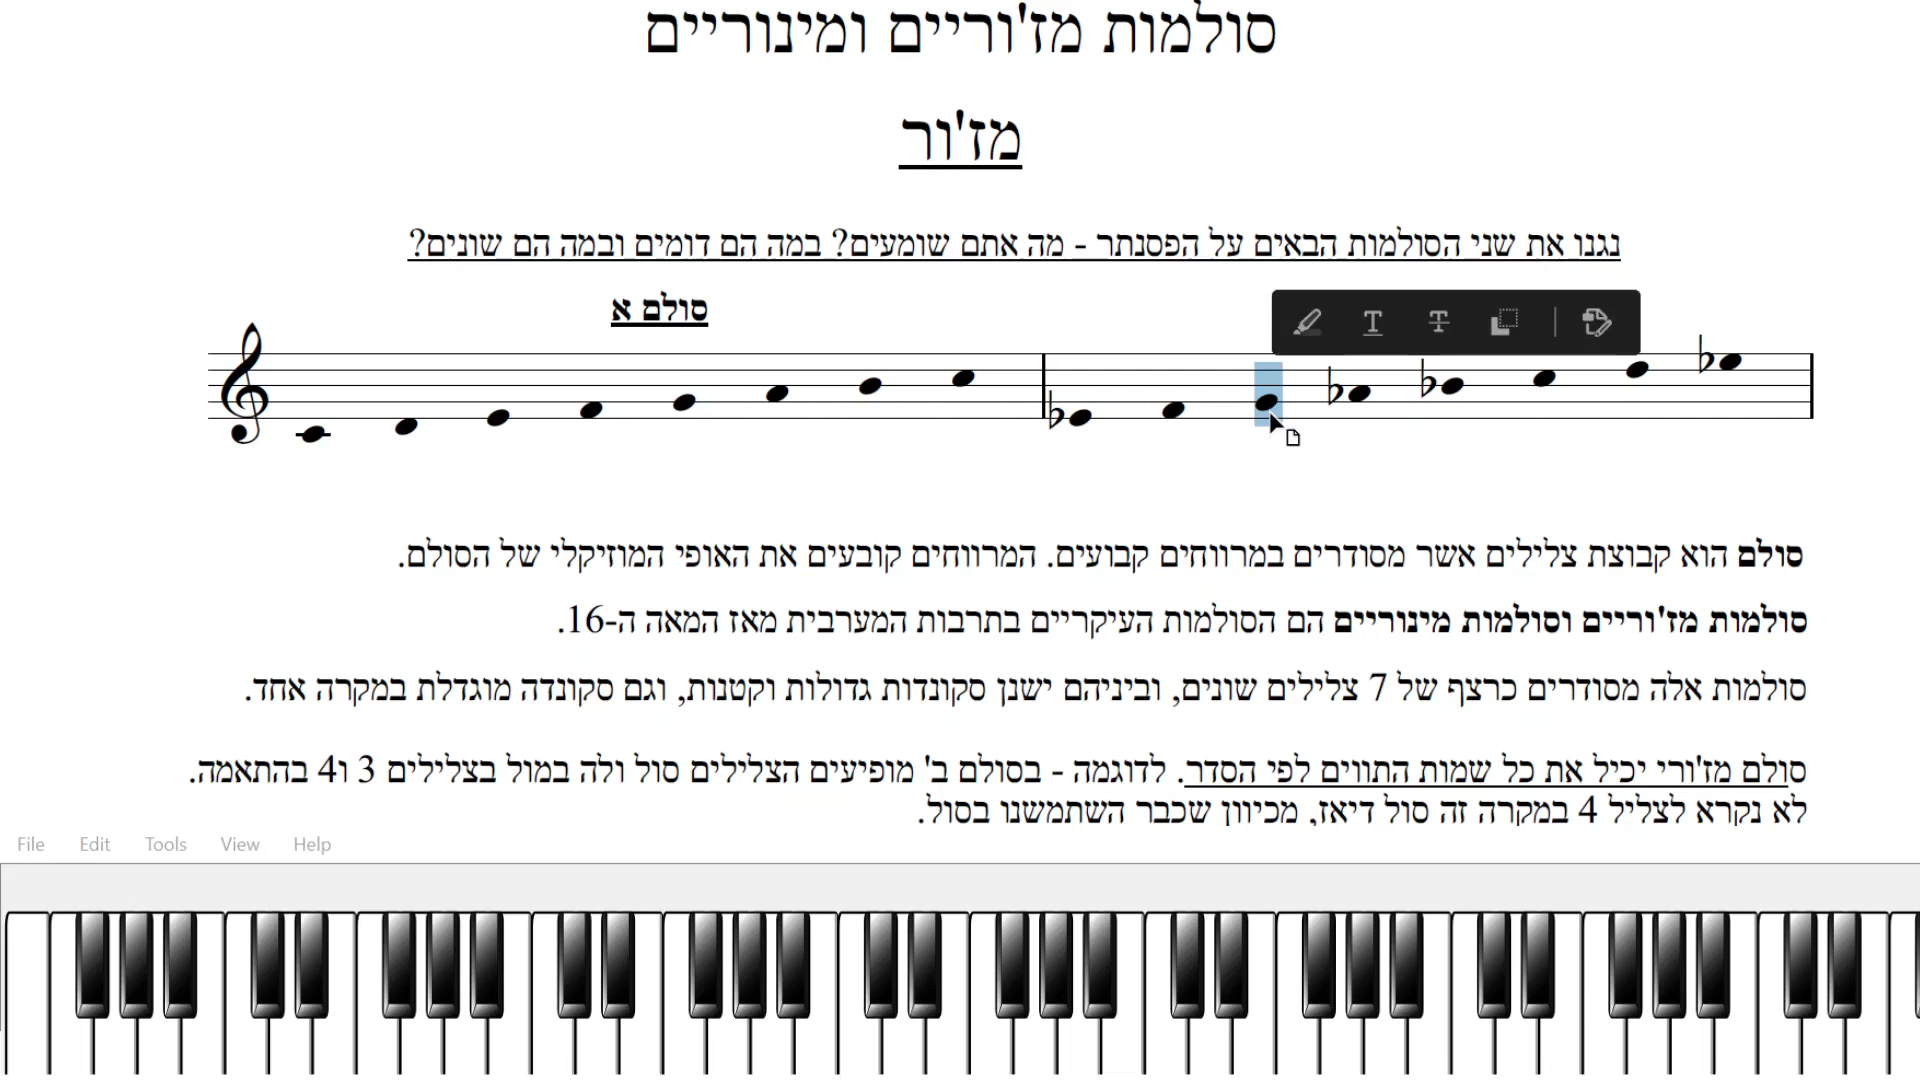 סולמות מז'וריים ומינוריים
מז'ור
נגנו את שני הסולמות הבאים על הפסנתר - מה אתם שומעים? במה הם דומים ובמה הם שונים?
סולם א
סולם הוא קבוצת צלילים אשר מסודרים במרווחים קבועים. המרווחים קובעים את האופי המוזיקלי של הסולם.
סולמות מז'וריים וסולמות מינוריים הם הסולמות העיקריים בתרבות המערבית מאז המאה ה-16.
סולמות אלה מסודרים כרצף של 7 צלילים שונים, וביניהם ישנן סקונדות גדולות וקטנות, וגם סקונדה מוגדלת במקרה אחד.
סולם מז'ורי יכיל את כל שמות התווים לפי הסדר. לדוגמה - בסולם ב' מופיעים הצלילים סול ולה במול בצלילים 3 ו4 בהתאמה.
לא נקרא לצליל 4 במקרה זה סול דיאז, מכיוון שכבר השתמשנו בסול.
File Edit Tools View Help